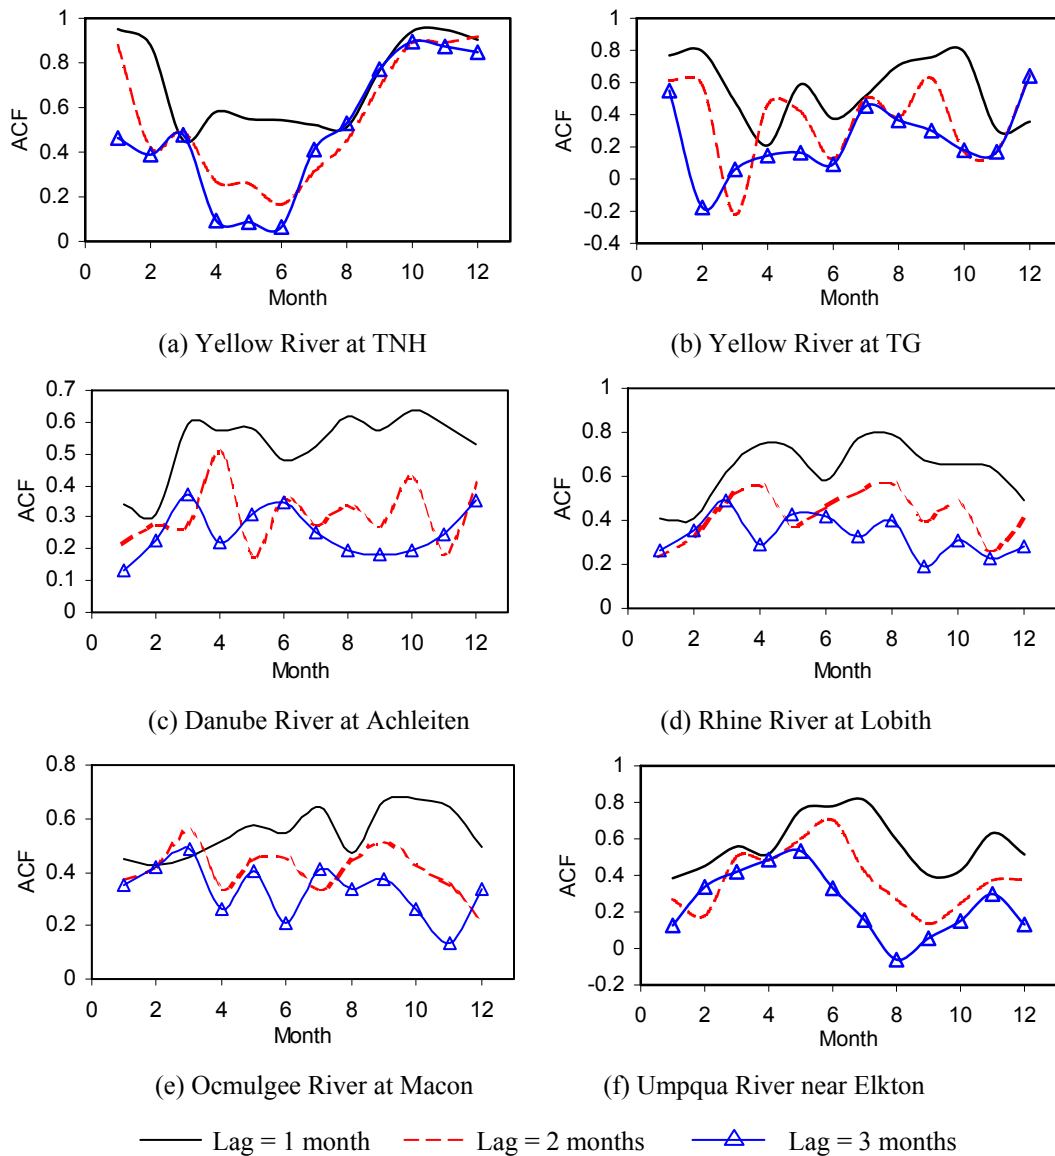 1
0.8
0.6
0.4
0.2
0
ACF
0 2 4 6 8 10 12
Month
(a) Yellow River at TNH
1
0.8
0.6
0.4
0.2
0
-0.2
-0.4
ACF
0 2 4 6 8 10 12
Month
(b) Yellow River at TG
0.7
0.6
0.5
0.4
0.3
0.2
0.1
0
ACF
0 2 4 6 8 10 12
Month
(c) Danube River at Achleiten
1
0.8
0.6
0.4
0.2
0
ACF
0 2 4 6 8 10 12
Month
(d) Rhine River at Lobith
0.8
0.6
0.4
0.2
0
ACF
0 2 4 6 8 10 12
Month
(e) Ocmulgee River at Macon
1
0.8
0.6
0.4
0.2
0
-0.2
ACF
0 2 4 6 8 10 12
Month
(f) Umpqua River near Elkton
Lag = 1 month Lag = 2 months Lag = 3 months